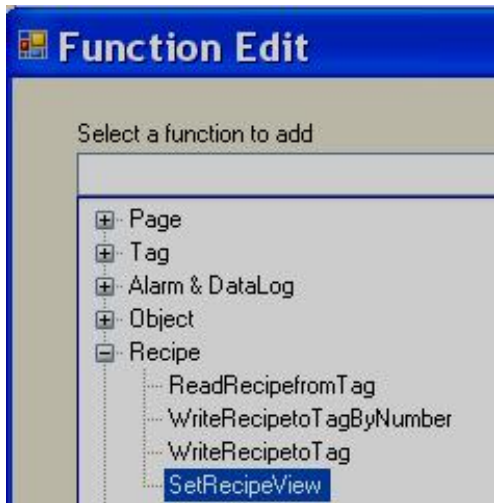 Function Edit
Select a function to add
Page
Tag
Alarm & DataLog
Object
Recipe
ReadRecipefromTag
WriteRecipetoTagByNumber
WriteRecipetoTag
SetRecipeView